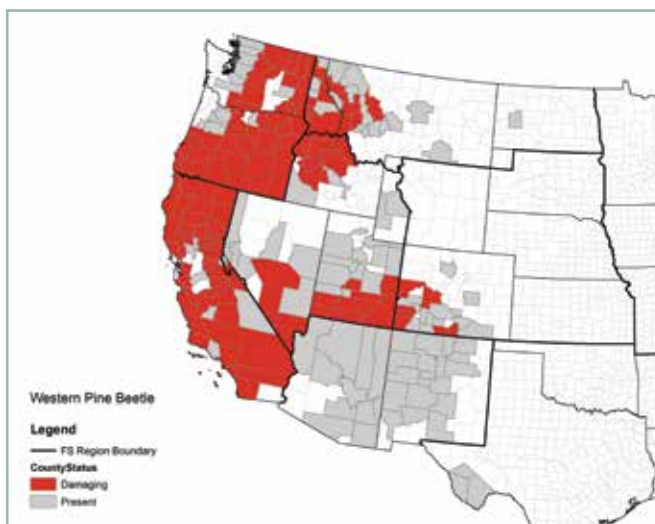 Western Pine Beetle
Legend
FS Region Boundary
CountyStatus
Damaging
Present